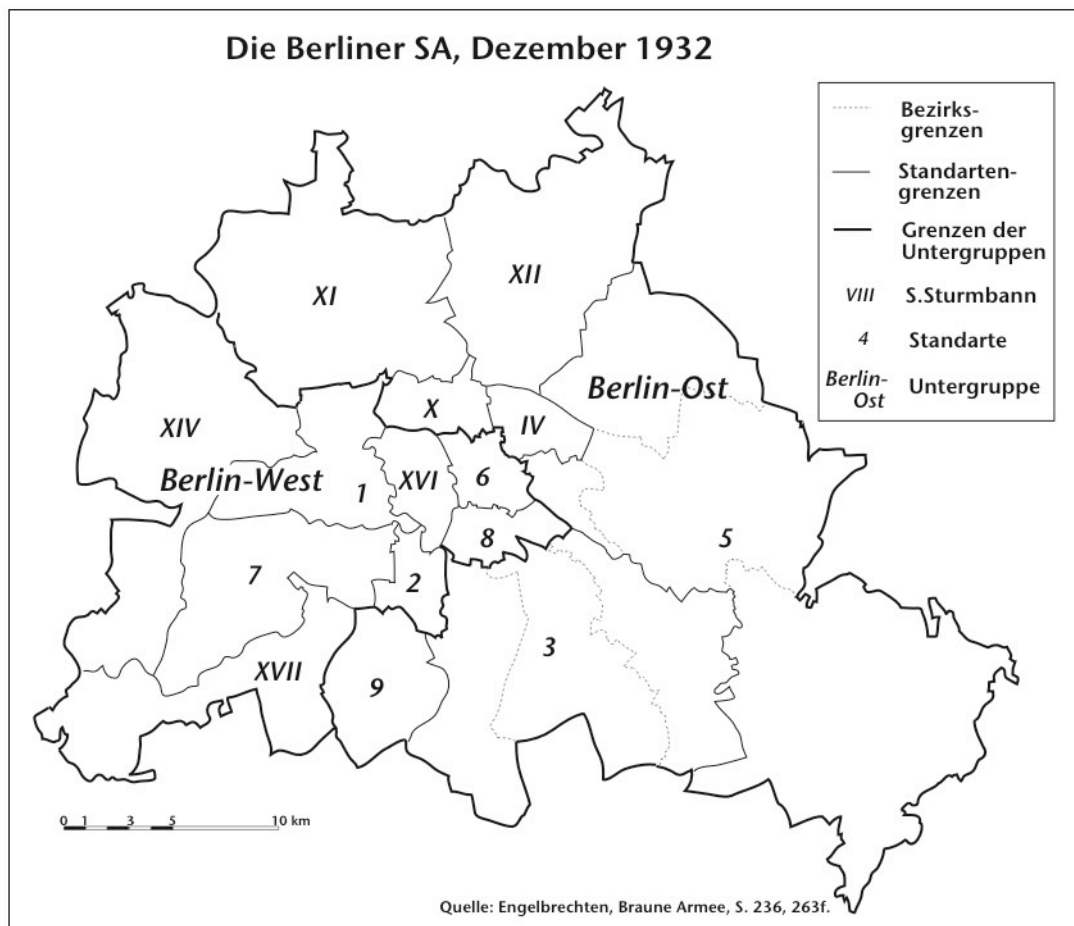 Die Berliner SA, Dezember 1932
Bezirks-
grenzen
Standarten-
grenzen
Grenzen der
Untergruppen
VIII S.Sturmbann
4 Standarte
Berlin-
Ost Untergruppe
XI
XII
Berlin-Ost
X
IV
XIV
Berlin-West
1
XVI
6
8
5
7
2
3
XVII
9
0 1 3 5 10 km
Quelle: Engelbrechten, Braune Armee, S. 236, 263f.